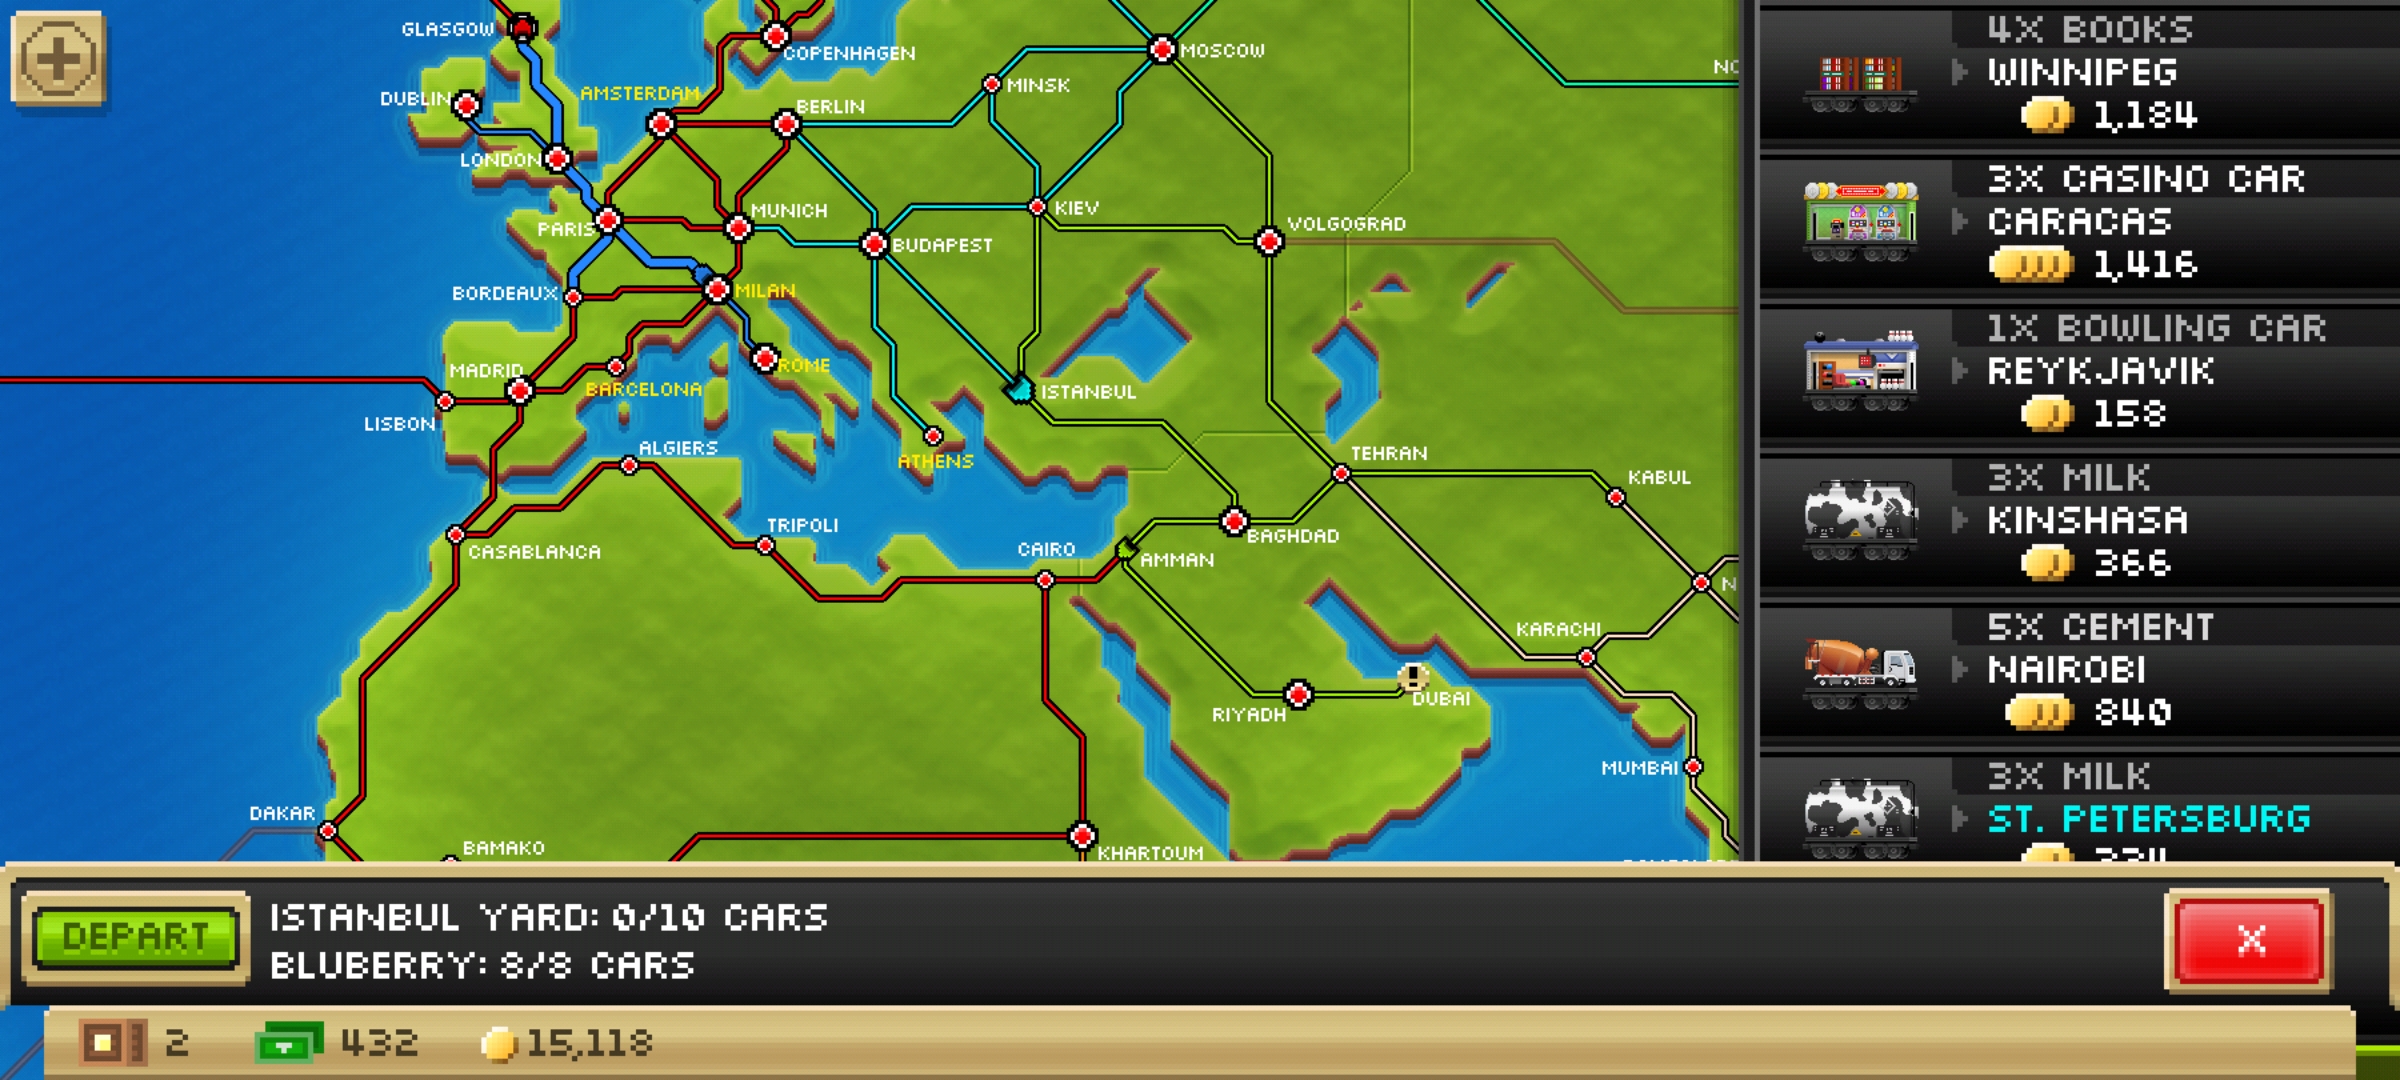 GLASGOW
COPENHAGEN
MOSCOW
MINSK
DUBLIN
AMSTERDAM
BERLIN
LONDON
PARIS
MUNICH
KIEV
BUDAPEST
VOLGOGRAD
BORDEAUX
MILAN
MADRID
ROME
BARCELONA
ISTANBUL
LISBON
ALGIERS
ATHENS
TEHRAN
KABUL
TRIPOLI
CASABLANCA
CAIRO
BAGHDAD
AMMAN
KARACHI
DUBAI
RIYADH
MUMBAI
DAKAR
BAMAKO
KHARTOUM
4X BOOKS
WINNIPEG
1,184
3X CASINO CAR
CARACAS
1,416
1X BOWLING CAR
REYKJAVIK
158
3X MILK
KINSHASA
366
5X CEMENT
NAIROBI
840
3X MILK
ST. PETERSBURG
DEPART
ISTANBUL YARD: 0/10 CARS
BLUBERRY: 8/8 CARS
X
2
432
15,118